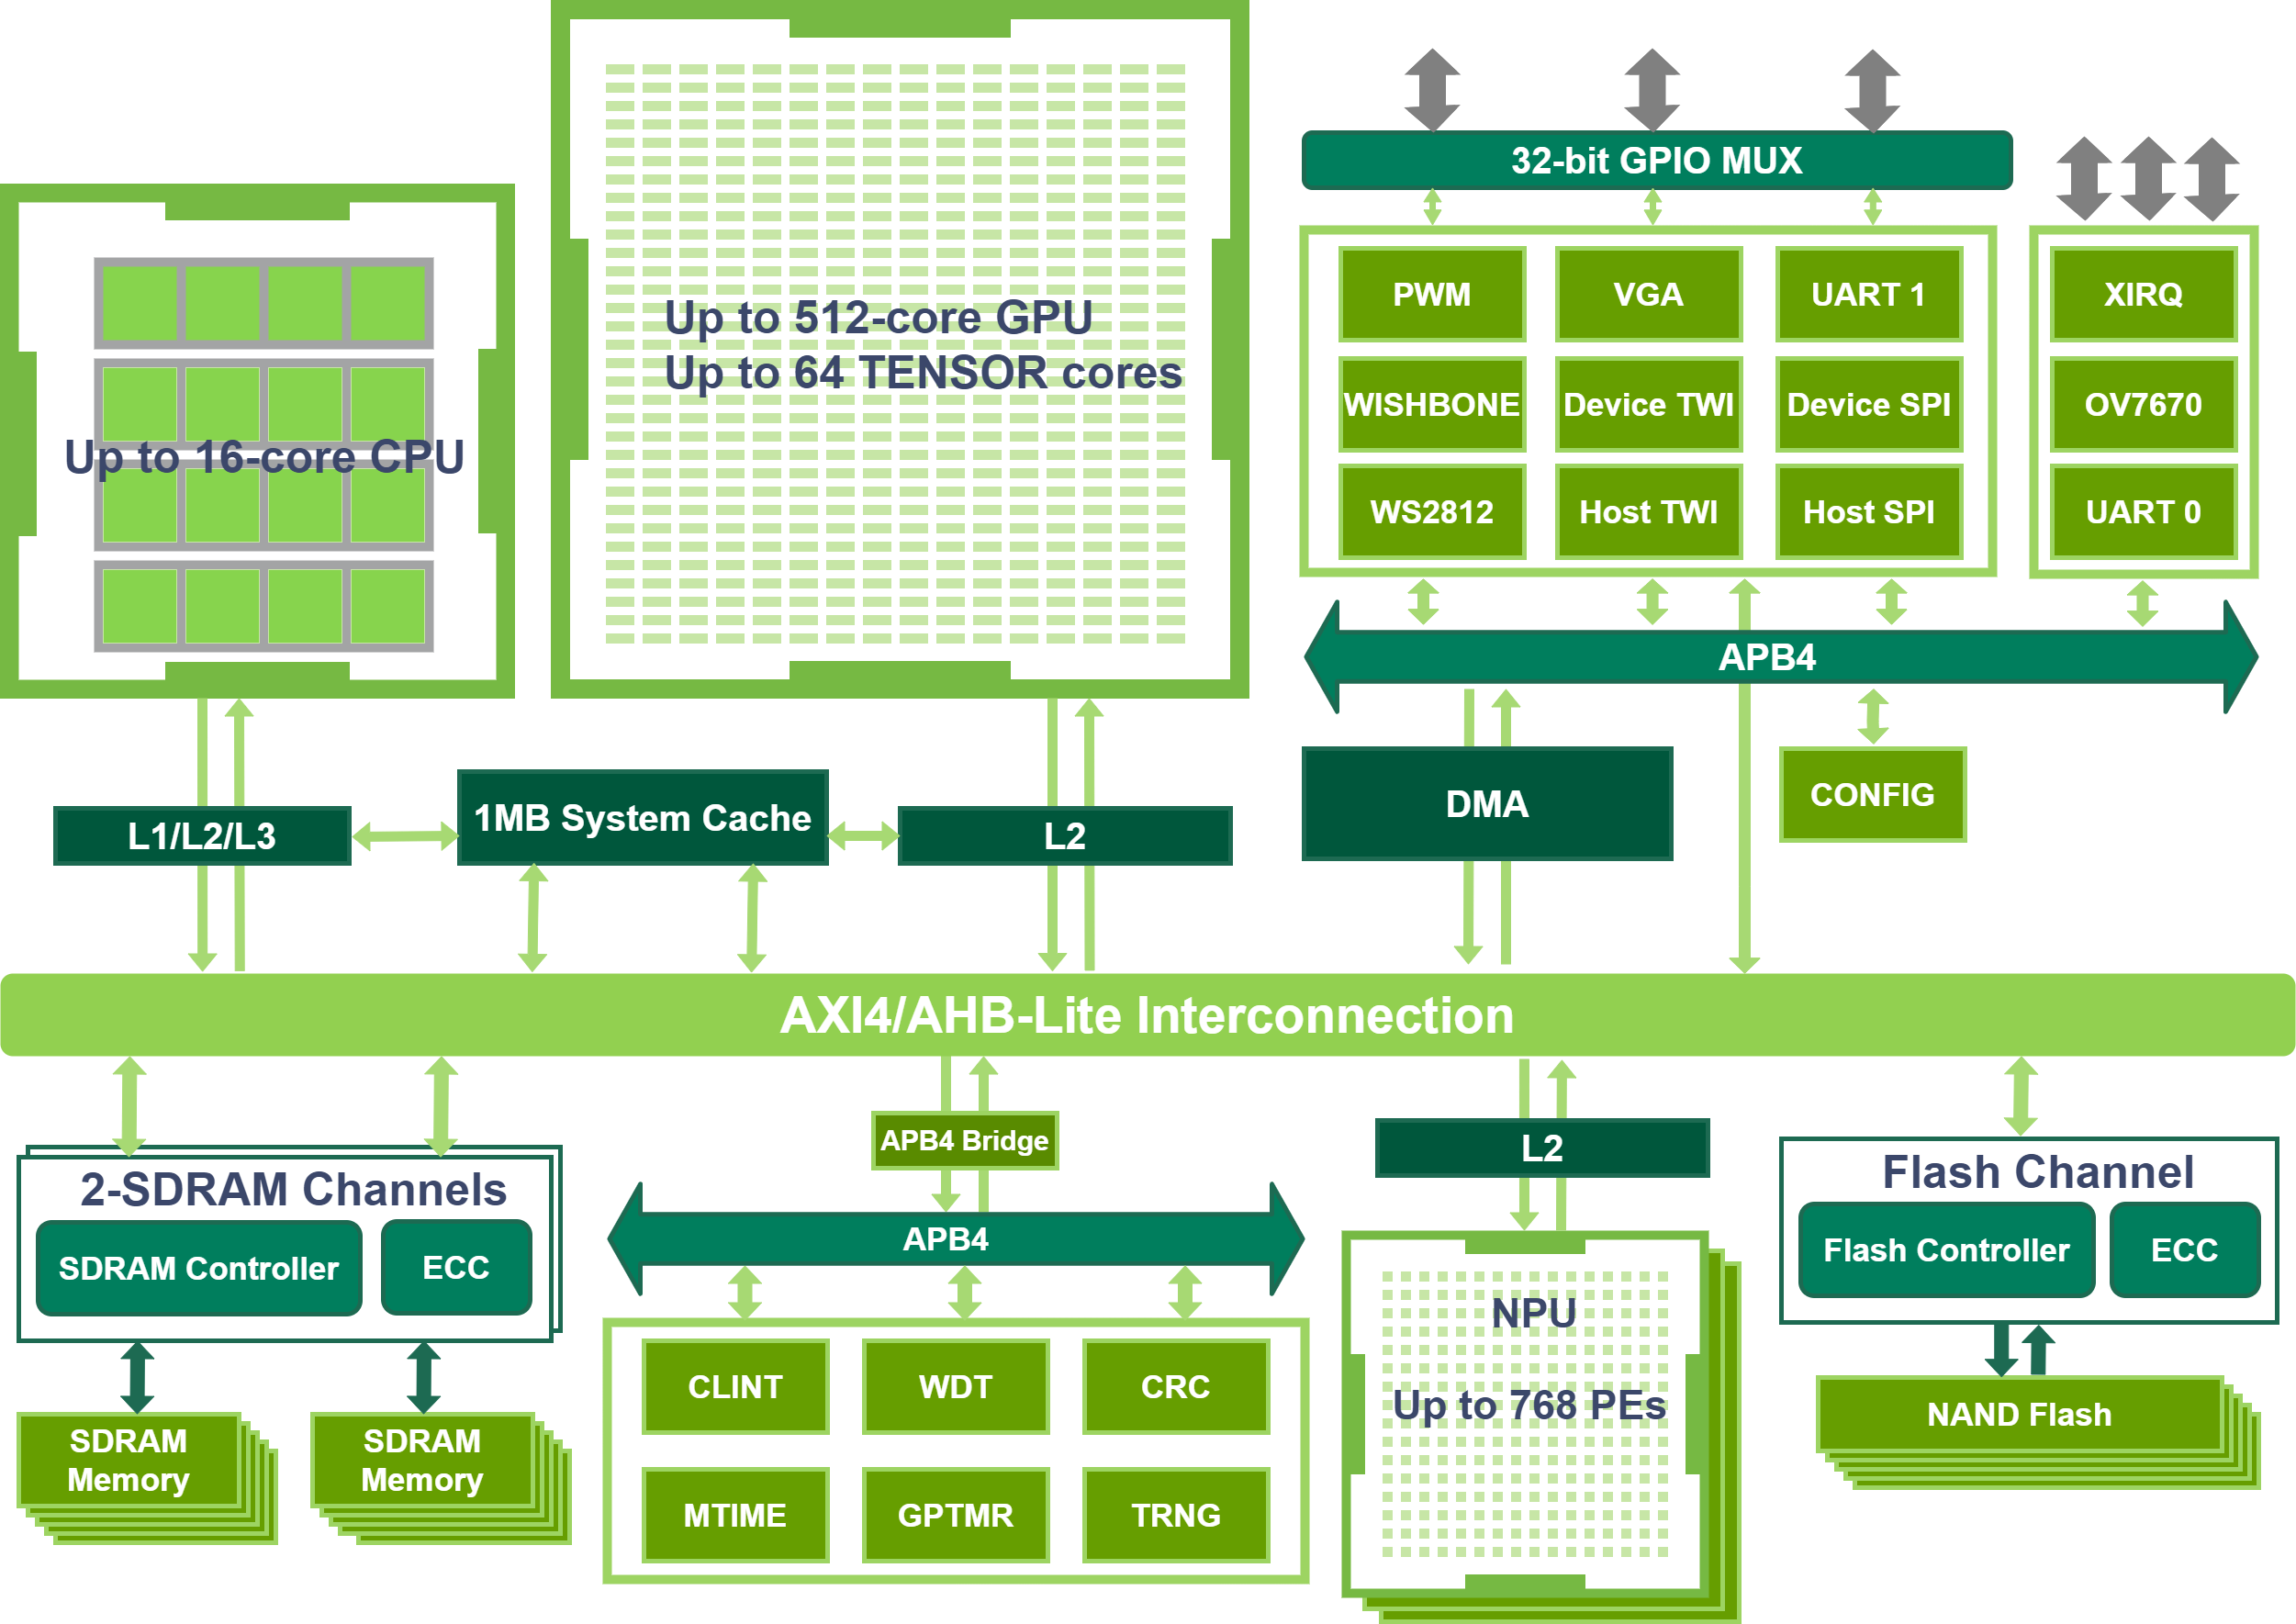 Up to 16-core CPU
Up to 512-core GPU
Up to 64 TENSOR cores
32-bit GPIO MUX
PWM
VGA
UART 1
WISHBONE
Device TWI
Device SPI
WS2812
Host TWI
Host SPI
XIRQ
OV7670
UART 0
APB4
L1/L2/L3
1MB System Cache
L2
DMA
CONFIG
AXI4/AHB-Lite Interconnection
2-SDRAM Channels
SDRAM Controller
ECC
SDRAM
Memory
SDRAM
Memory
APB4 Bridge
APB4
CLINT
WDT
CRC
MTIME
GPTMR
TRNG
L2
NPU
Up to 768 PEs
Flash Channel
Flash Controller
ECC
NAND Flash